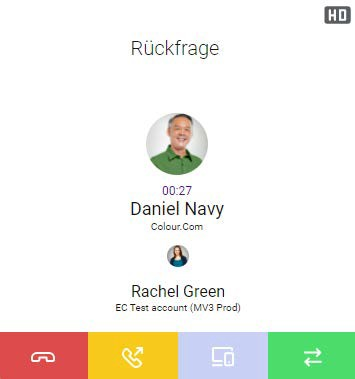 HD
Rückfrage
00:27
Daniel Navy
Colour.Com
Rachel Green
EC Test account (MV3 Prod)